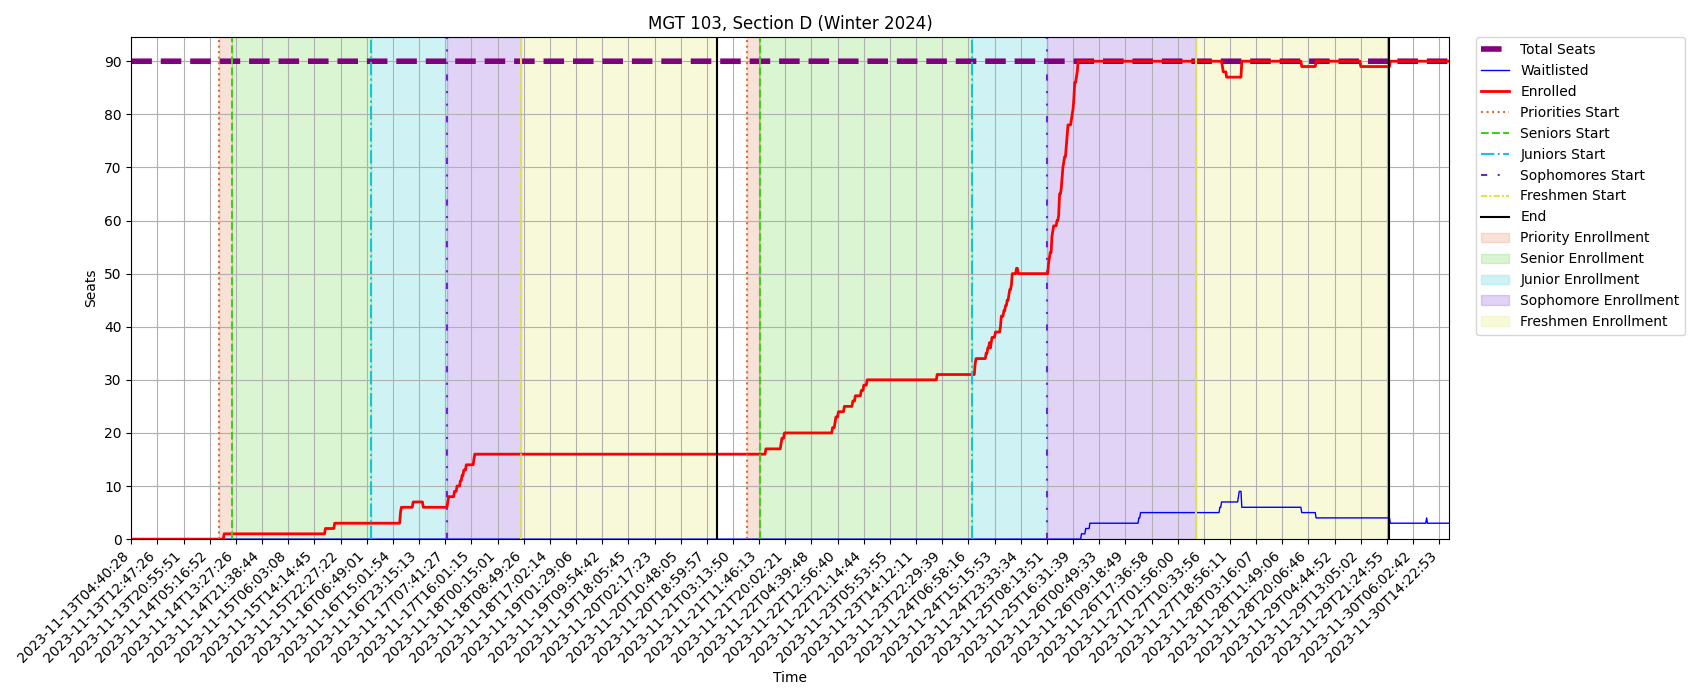 MGT 103, Section D (Winter 2024)
Seats
90
80
70
60
50
40
30
20
10
0
2023-11-13T04:40:28
2023-11-13T12:47:26
2023-11-13T20:55:51
2023-11-14T05:16:52
2023-11-14T13:27:26
2023-11-14T21:38:44
2023-11-15T06:03:08
2023-11-15T14:14:45
2023-11-15T22:27:22
2023-11-16T06:49:01
2023-11-16T15:01:54
2023-11-16T23:15:13
2023-11-17T07:41:27
2023-11-17T16:01:15
2023-11-18T00:15:01
2023-11-18T08:49:26
2023-11-18T17:02:14
2023-11-19T01:29:06
2023-11-19T09:54:42
2023-11-19T18:05:45
2023-11-20T02:17:23
2023-11-20T10:48:05
2023-11-20T18:59:57
2023-11-21T03:13:50
2023-11-21T11:46:13
2023-11-21T20:02:21
2023-11-22T04:39:48
2023-11-22T12:56:40
2023-11-22T21:14:44
2023-11-23T05:53:55
2023-11-23T14:12:11
2023-11-23T22:29:39
2023-11-24T06:58:16
2023-11-24T15:15:53
2023-11-24T23:33:34
2023-11-25T08:13:51
2023-11-25T16:31:39
2023-11-26T00:49:33
2023-11-26T09:18:49
2023-11-26T17:36:58
2023-11-27T01:56:00
2023-11-27T10:33:56
2023-11-27T18:56:11
2023-11-28T03:16:07
2023-11-28T11:49:06
2023-11-28T20:06:46
2023-11-29T04:44:52
2023-11-29T13:05:02
2023-11-29T21:24:55
2023-11-30T06:02:42
2023-11-30T14:22:53
Time
Total Seats
Waitlisted
Enrolled
Priorities Start
Seniors Start
Juniors Start
Sophomores Start
Freshmen Start
End
Priority Enrollment
Senior Enrollment
Junior Enrollment
Sophomore Enrollment
Freshmen Enrollment